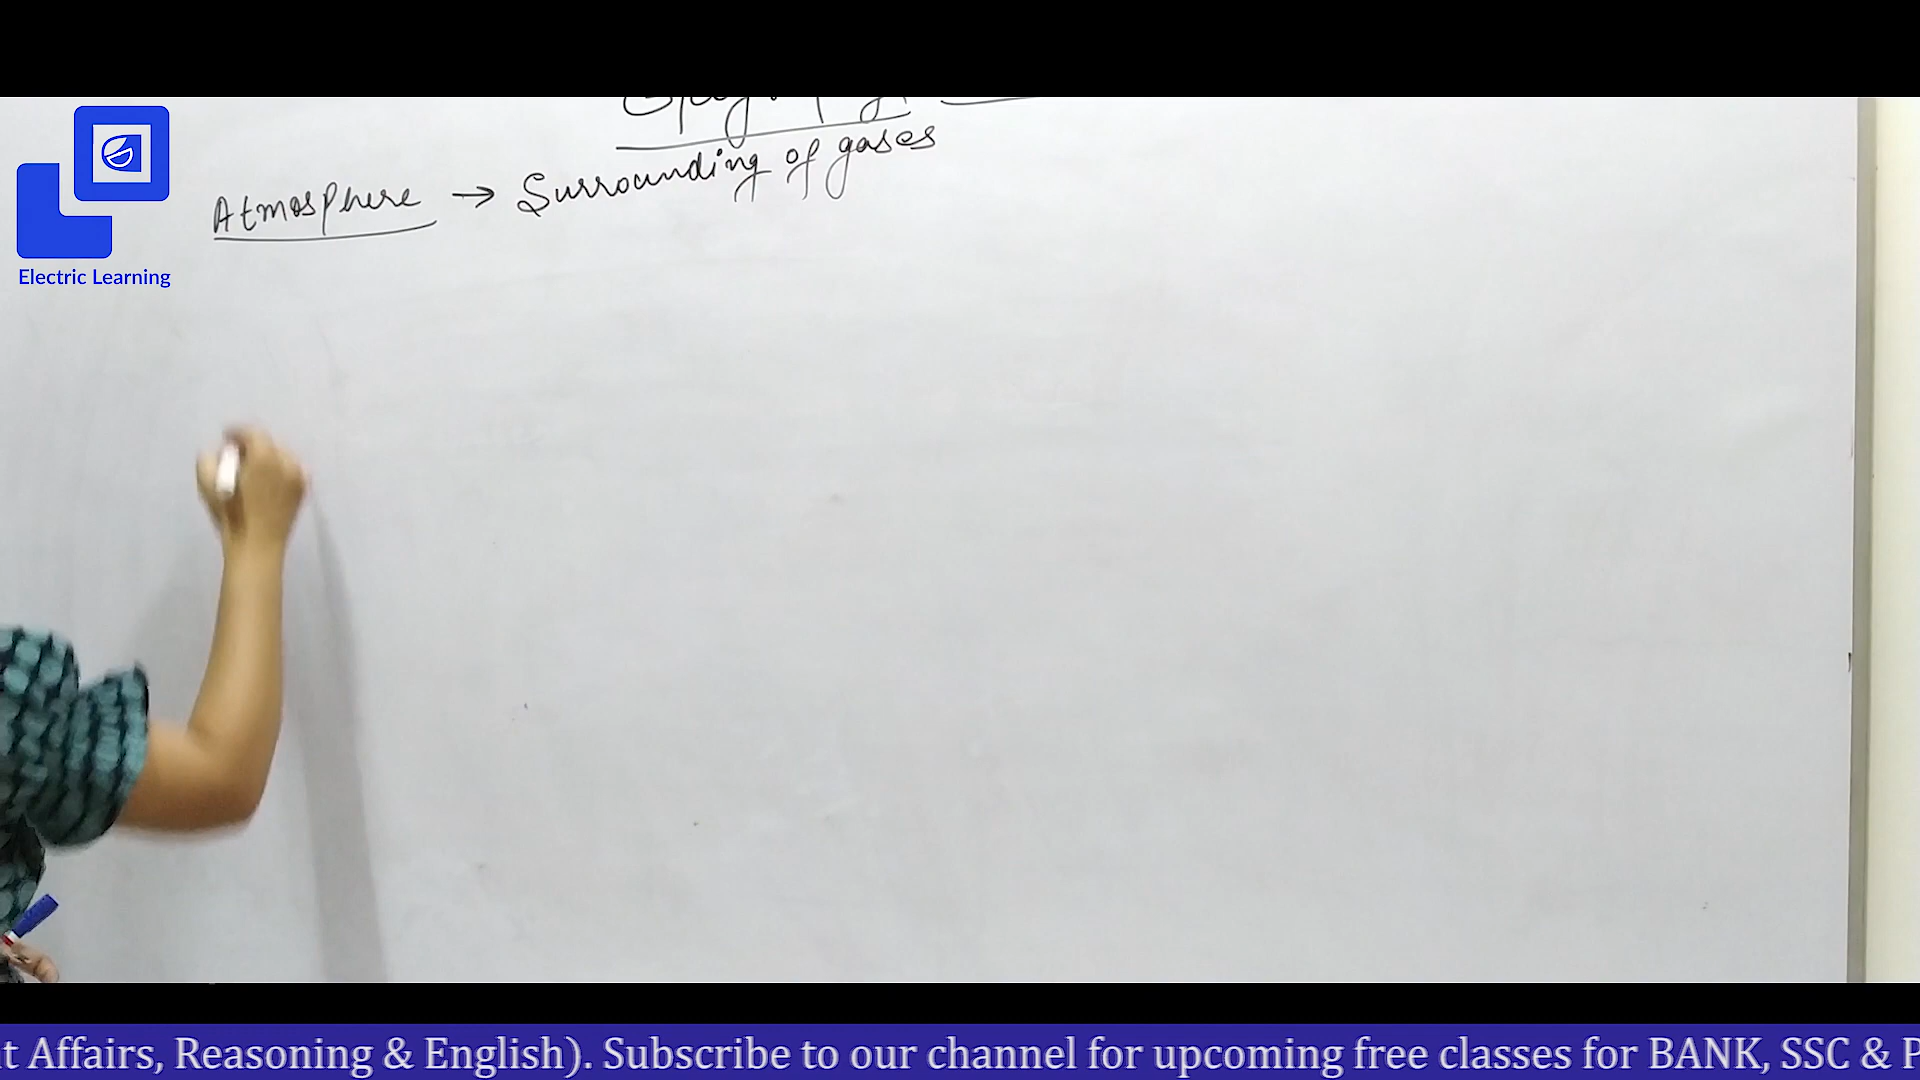 Atmosphere → Surrounding of gases
Electric Learning
t Affairs, Reasoning & English). Subscribe to our channel for upcoming free classes for BANK, SSC & P